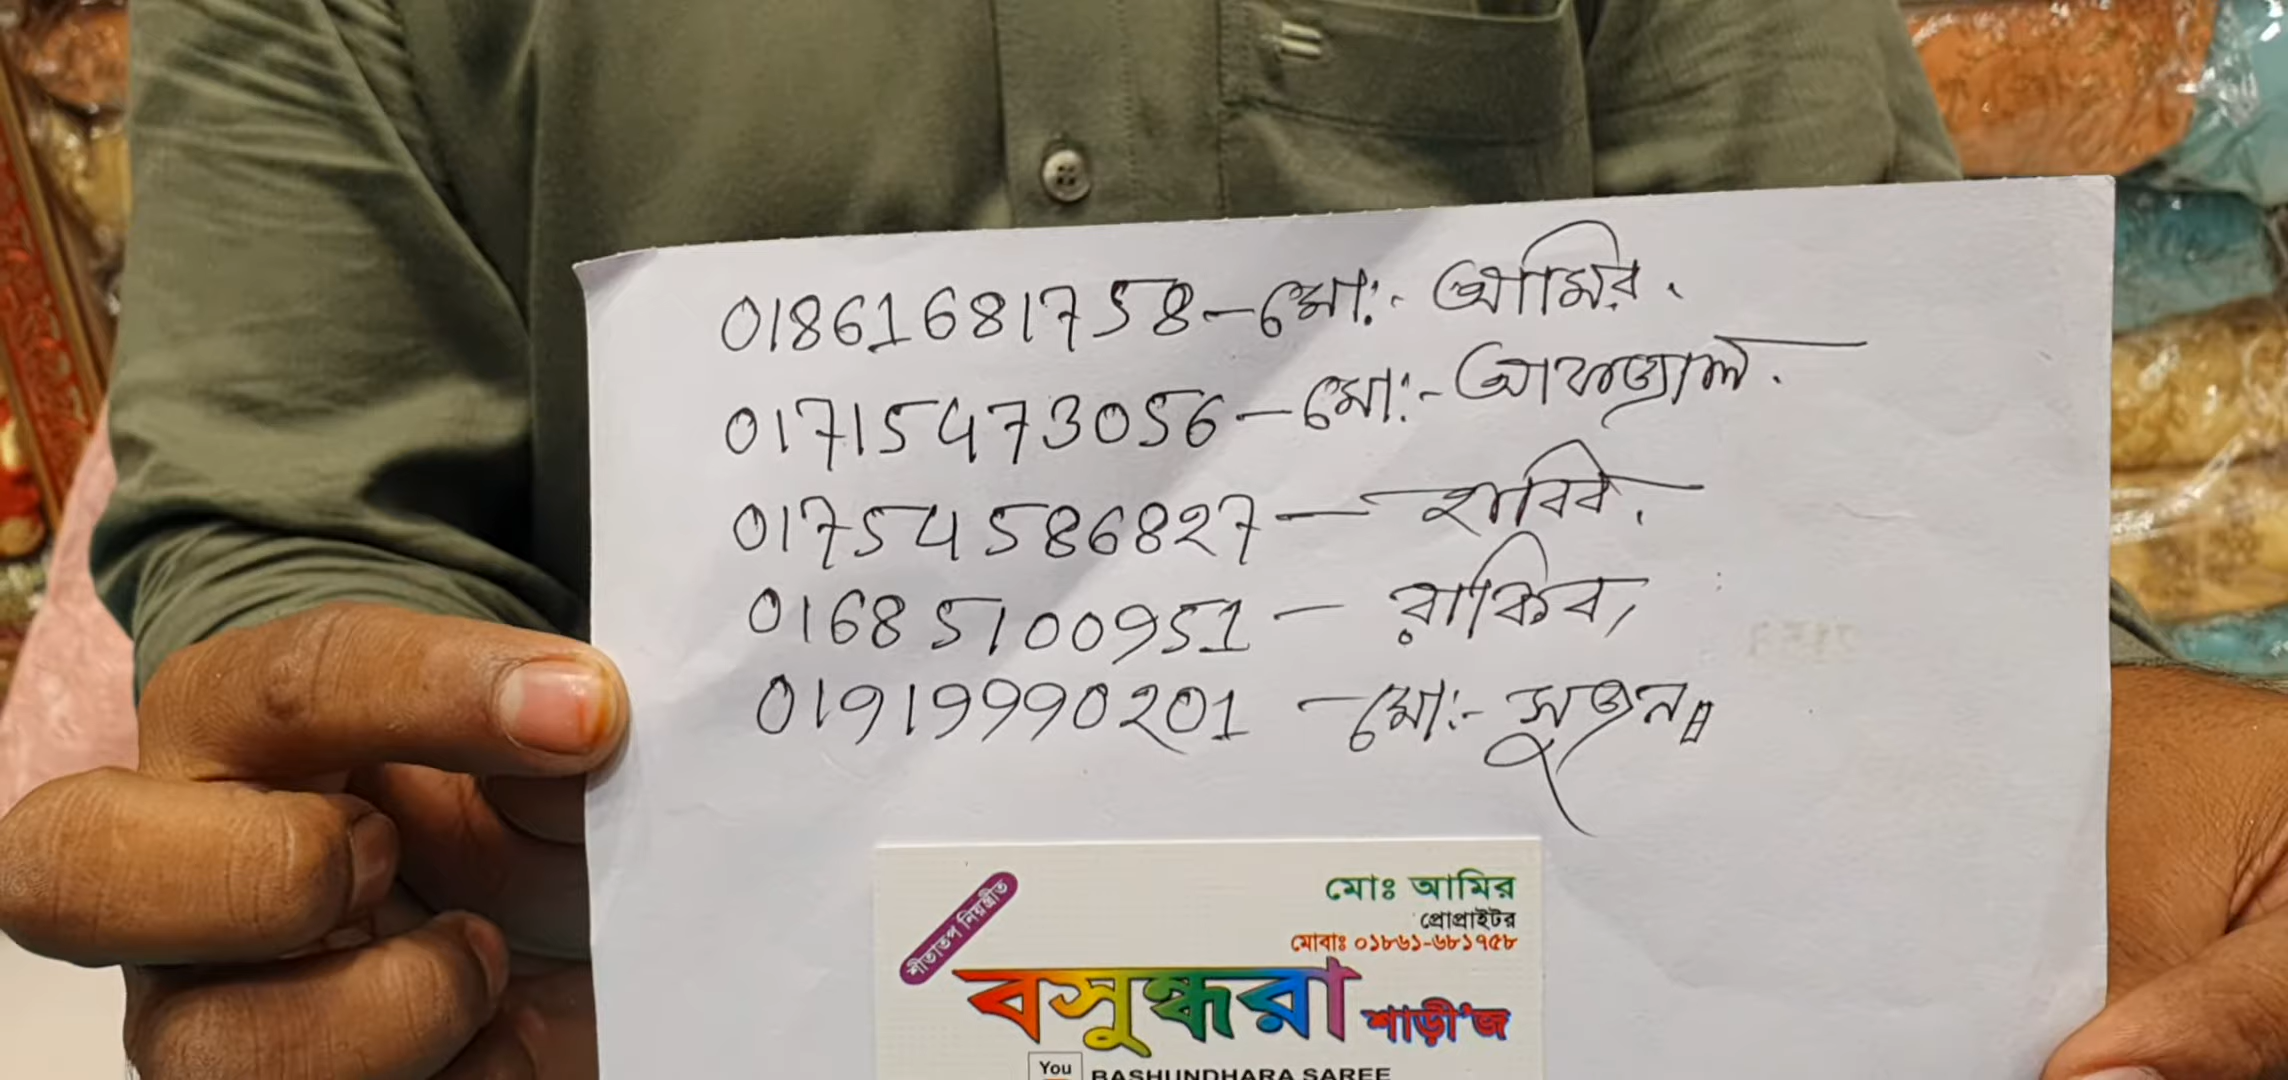 01861681758-মো:- আমির.
01715473056-মো:- আফজাল.
01754586827-হাবিব.
01685100951-রাকিব,
01919990201-মো:- সুজন।
শীতাতপ নিয়ন্ত্রীত
মোঃ আমির
প্রোপ্রাইটর
মোবাঃ ০১৮৬১-৬৮১৭৫৮
বসুন্ধরা শাড়ী'জ
You
BASHUNDHARA SAREE